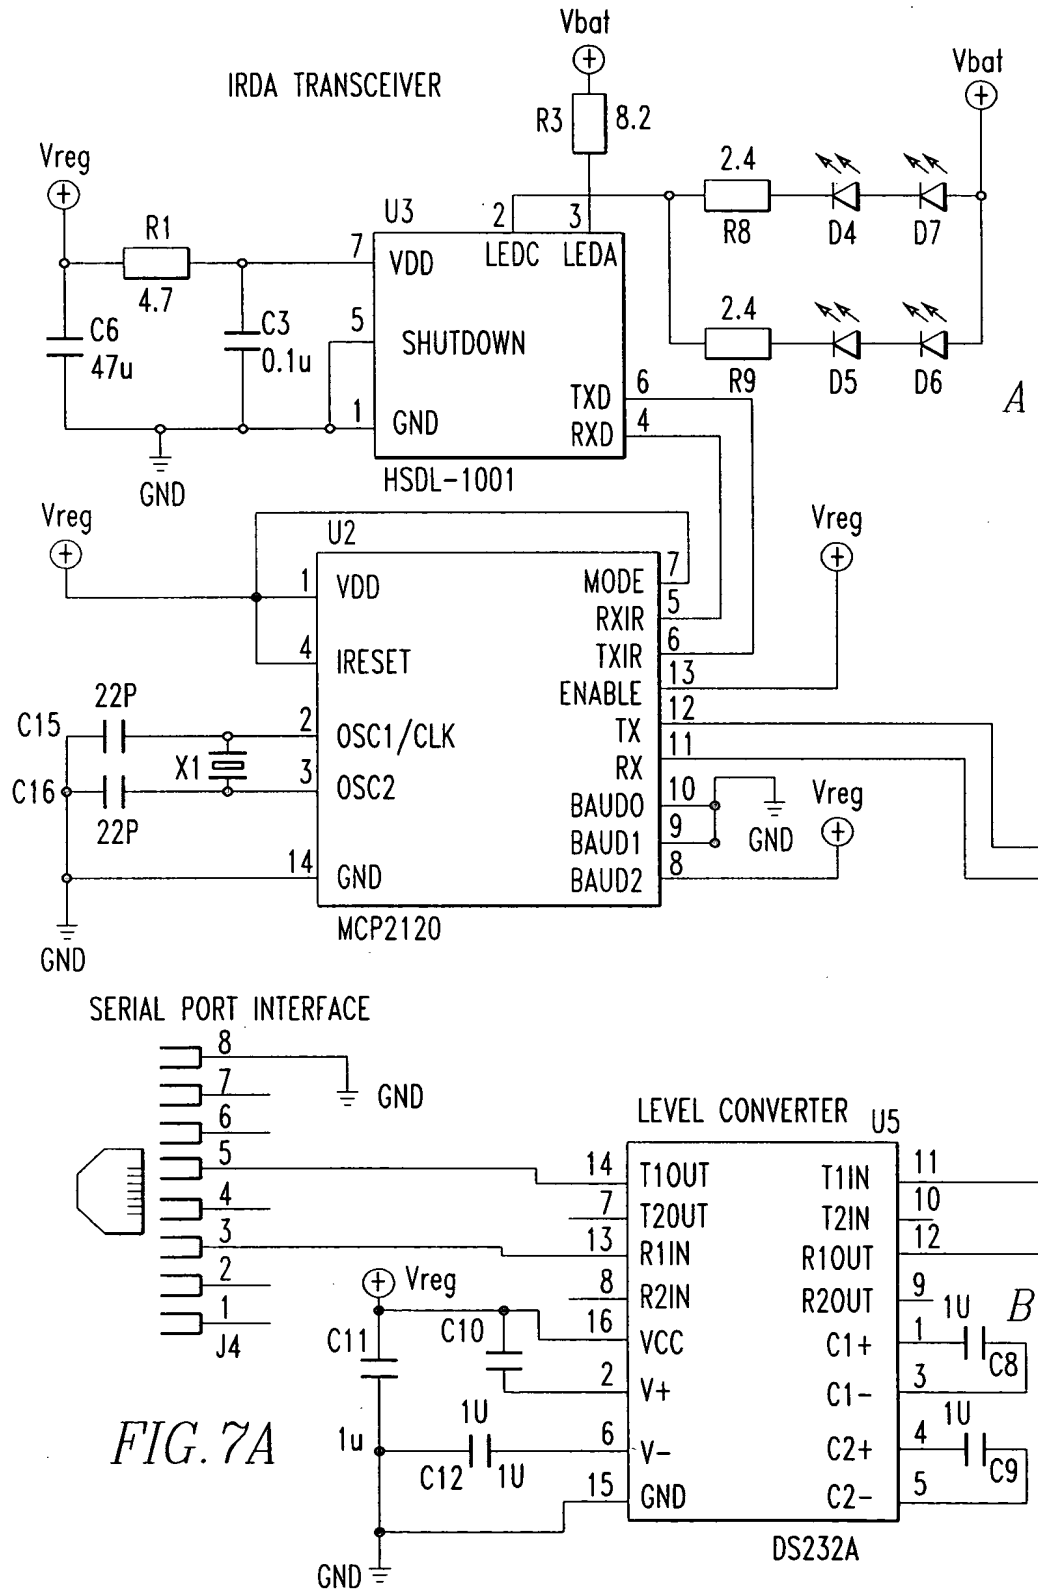 IRDA TRANSCEIVER
Vbat
R3
8.2
Vbat
Vreg
R1
4.7
C6
47u
C3
0.1u
GND
U3
7
VDD
5
SHUTDOWN
1
GND
2
LEDC
3
LEDA
TXD
6
RXD
4
HSDL-1001
2.4
R8
D4
D7
2.4
R9
D5
D6
A
Vreg
U2
1
VDD
4
IRESET
2
OSC1/CLK
3
OSC2
14
GND
MODE
7
RXIR
5
TXIR
6
ENABLE
13
TX
12
RX
11
BAUD0
10
BAUD1
9
BAUD2
8
MCP2120
Vreg
GND
Vreg
22P
C15
X1
C16
22P
GND
SERIAL PORT INTERFACE
8
7
6
5
4
3
2
1
J4
GND
LEVEL CONVERTER
U5
14
T1OUT
7
T2OUT
13
R1IN
8
R2IN
16
VCC
2
V+
6
V-
15
GND
T1IN
11
T2IN
10
R1OUT
12
R2OUT
9
C1+
1
C1-
3
C2+
4
C2-
5
DS232A
1U
C8
1U
C9
B
Vreg
C11
C10
1u
1U
C12
1U
GND
FIG. 7A